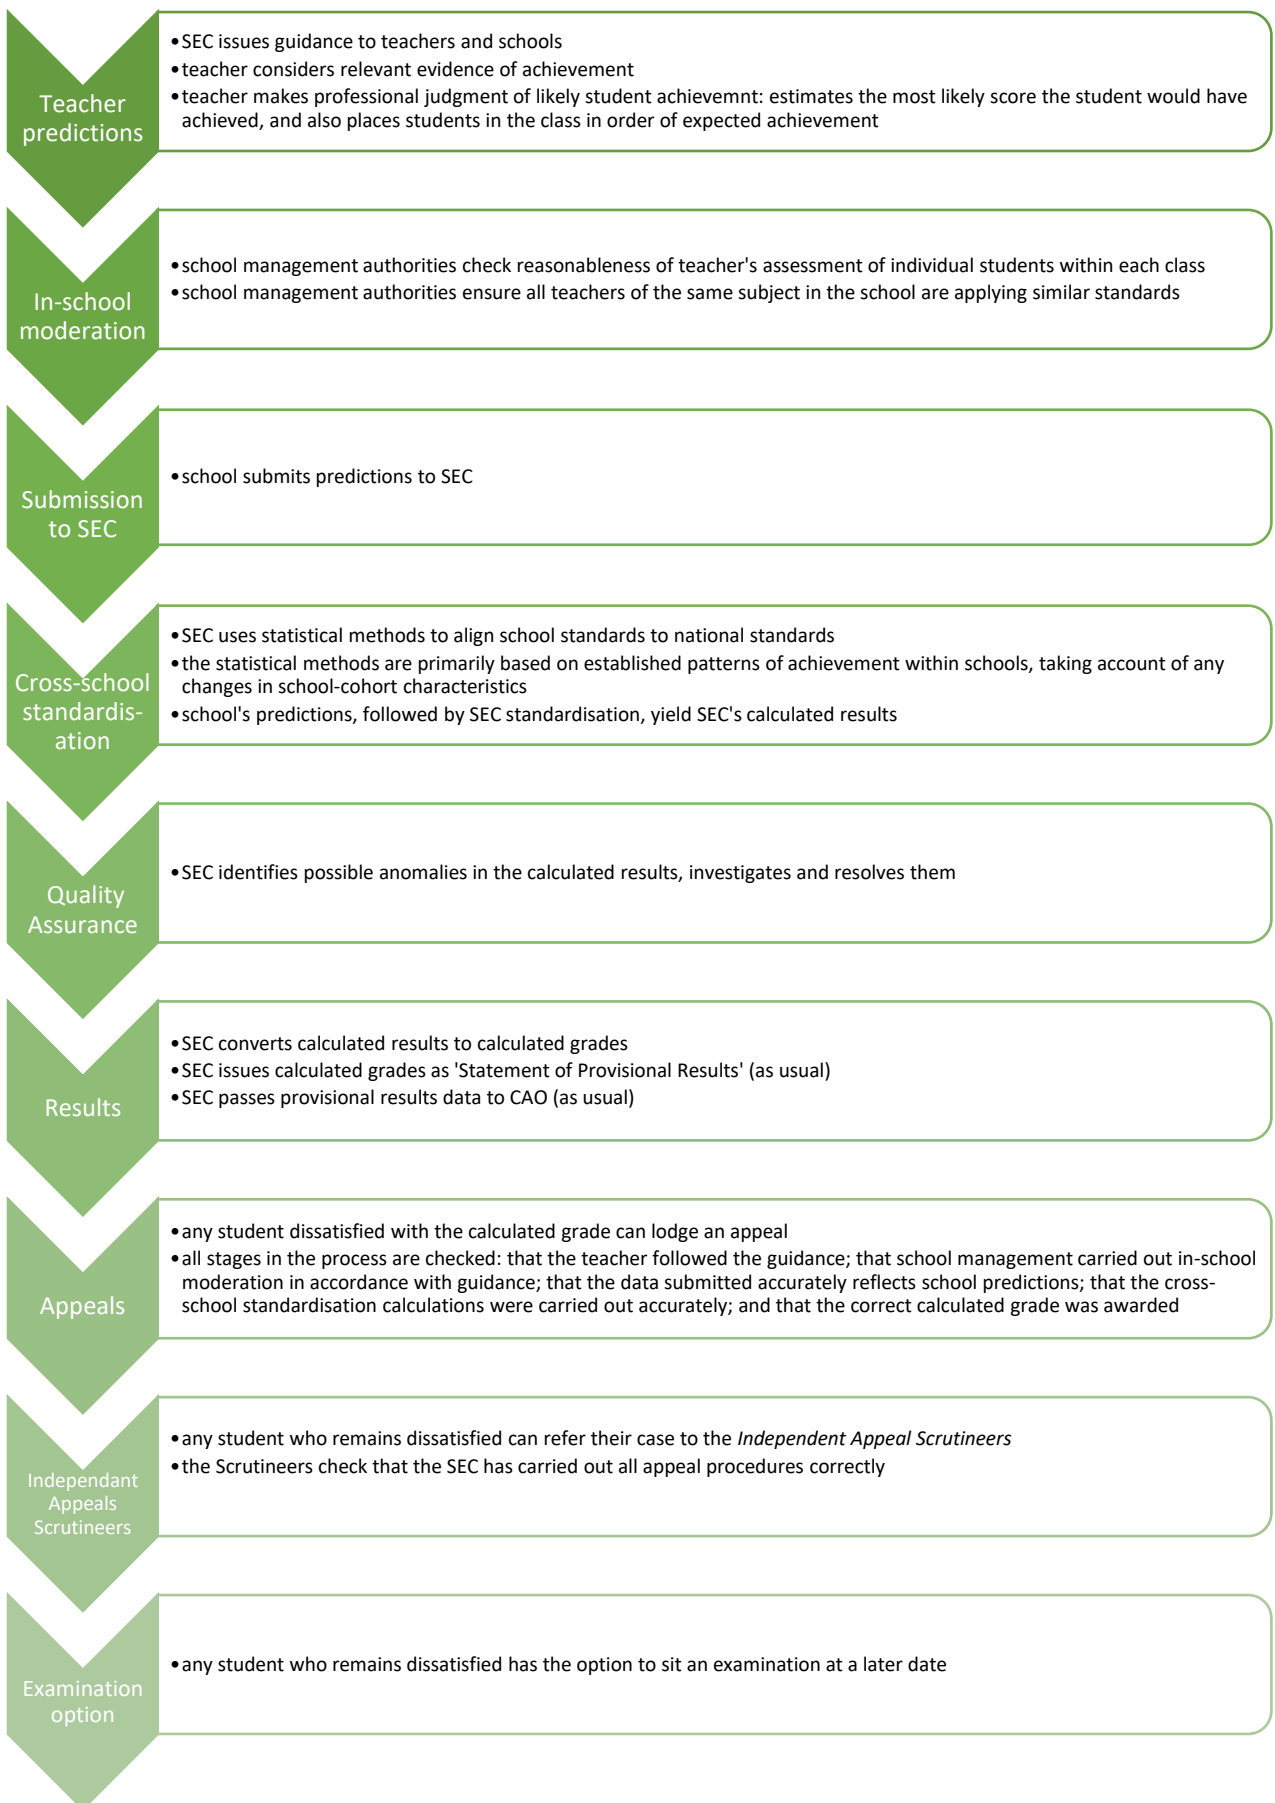 Teacher
predictions
•SEC issues guidance to teachers and schools
•teacher considers relevant evidence of achievement
•teacher makes professional judgment of likely student achievemnt: estimates the most likely score the student would have
achieved, and also places students in the class in order of expected achievement
In-school
moderation
•school management authorities check reasonableness of teacher's assessment of individual students within each class
•school management authorities ensure all teachers of the same subject in the school are applying similar standards
Submission
to SEC
•school submits predictions to SEC
Cross-school
standardis-
ation
•SEC uses statistical methods to align school standards to national standards
•the statistical methods are primarily based on established patterns of achievement within schools, taking account of any
changes in school-cohort characteristics
•school's predictions, followed by SEC standardisation, yield SEC's calculated results
Quality
Assurance
•SEC identifies possible anomalies in the calculated results, investigates and resolves them
Results
•SEC converts calculated results to calculated grades
•SEC issues calculated grades as 'Statement of Provisional Results' (as usual)
•SEC passes provisional results data to CAO (as usual)
Appeals
•any student dissatisfied with the calculated grade can lodge an appeal
•all stages in the process are checked: that the teacher followed the guidance; that school management carried out in-school
moderation in accordance with guidance; that the data submitted accurately reflects school predictions; that the cross-
school standardisation calculations were carried out accurately; and that the correct calculated grade was awarded
Independant
Appeals
Scrutineers
•any student who remains dissatisfied can refer their case to the Independent Appeal Scrutineers
•the Scrutineers check that the SEC has carried out all appeal procedures correctly
Examination
option
•any student who remains dissatisfied has the option to sit an examination at a later date